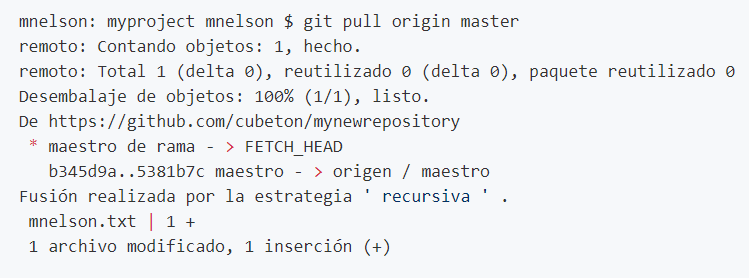 mnelson: myproject mnelson $ git pull origin master
remoto: Contando objetos: 1, hecho.
remoto: Total 1 (delta 0), reutilizado 0 (delta 0), paquete reutilizado 0
Desembalaje de objetos: 100% (1/1), listo.
De https://github.com/cubeton/mynewrepository
* maestro de rama - > FETCH_HEAD
b345d9a..5381b7c maestro - > origen / maestro
Fusión realizada por la estrategia ' recursiva ' .
mnelson.txt | 1 +
1 archivo modificado, 1 inserción (+)